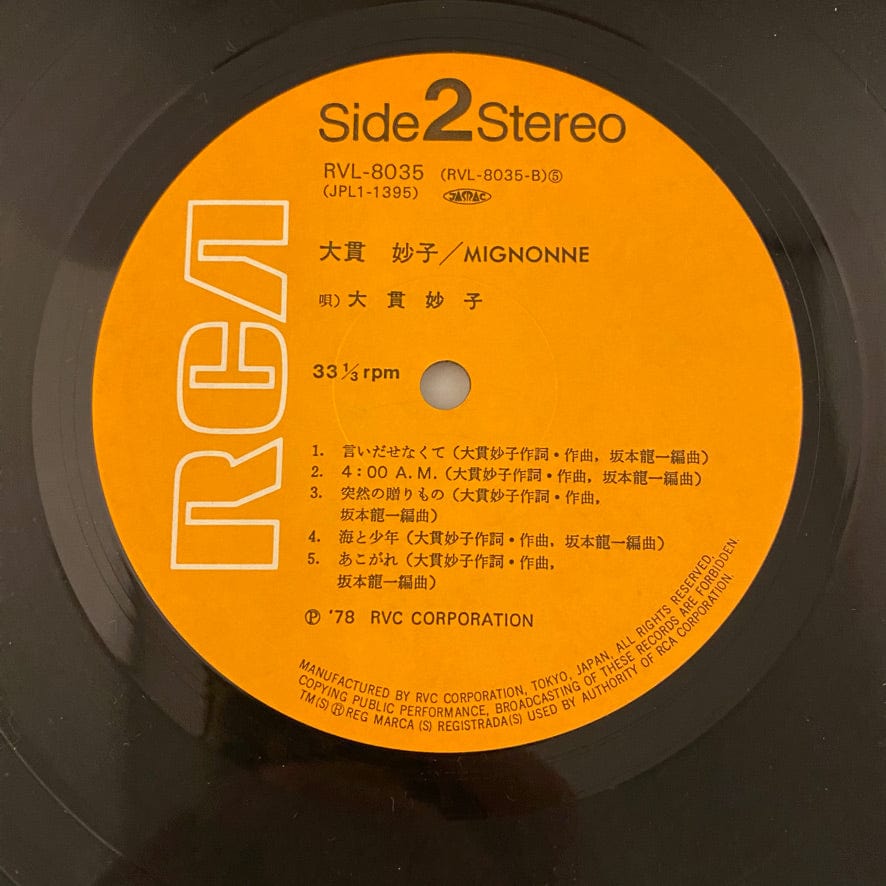 Side 2 Stereo
RVL-8035 (RVL-8035-B)⑤
(JPL1-1395) JASRAC
大貫 妙子／MIGNONNE
唄）大 貫 妙 子
RCA
33 1/3 rpm
1. 言いだせなくて（大貫妙子作詞・作曲，坂本龍一編曲）
2. 4：00 A.M.（大貫妙子作詞・作曲，坂本龍一編曲）
3. 突然の贈りもの（大貫妙子作詞・作曲，
坂本龍一編曲）
4. 海と少年（大貫妙子作詞・作曲，坂本龍一編曲）
5. あこがれ（大貫妙子作詞・作曲，
坂本龍一編曲）
Ⓟ '78 RVC CORPORATION
MANUFACTURED BY RVC CORPORATION, TOKYO, JAPAN, ALL RIGHTS RESERVED.
COPYING PUBLIC PERFORMANCE, BROADCASTING OF THESE RECORDS ARE FORBIDDEN.
TM(S) Ⓡ REG MARCA (S) REGISTRADA(S) USED BY AUTHORITY OF RCA CORPORATION.